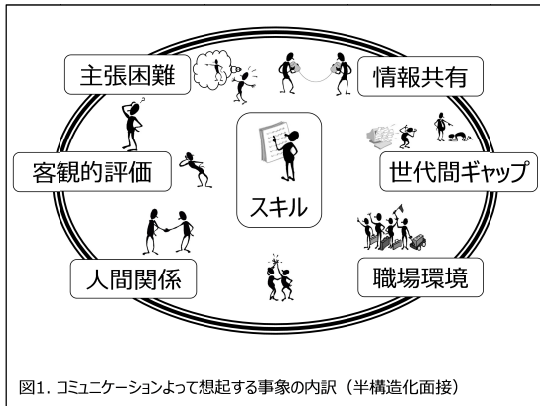 主張困難
情報共有
客観的評価
スキル
世代間ギャップ
人間関係
職場環境
図1. コミュニケーションよって想起する事象の内訳（半構造化面接）